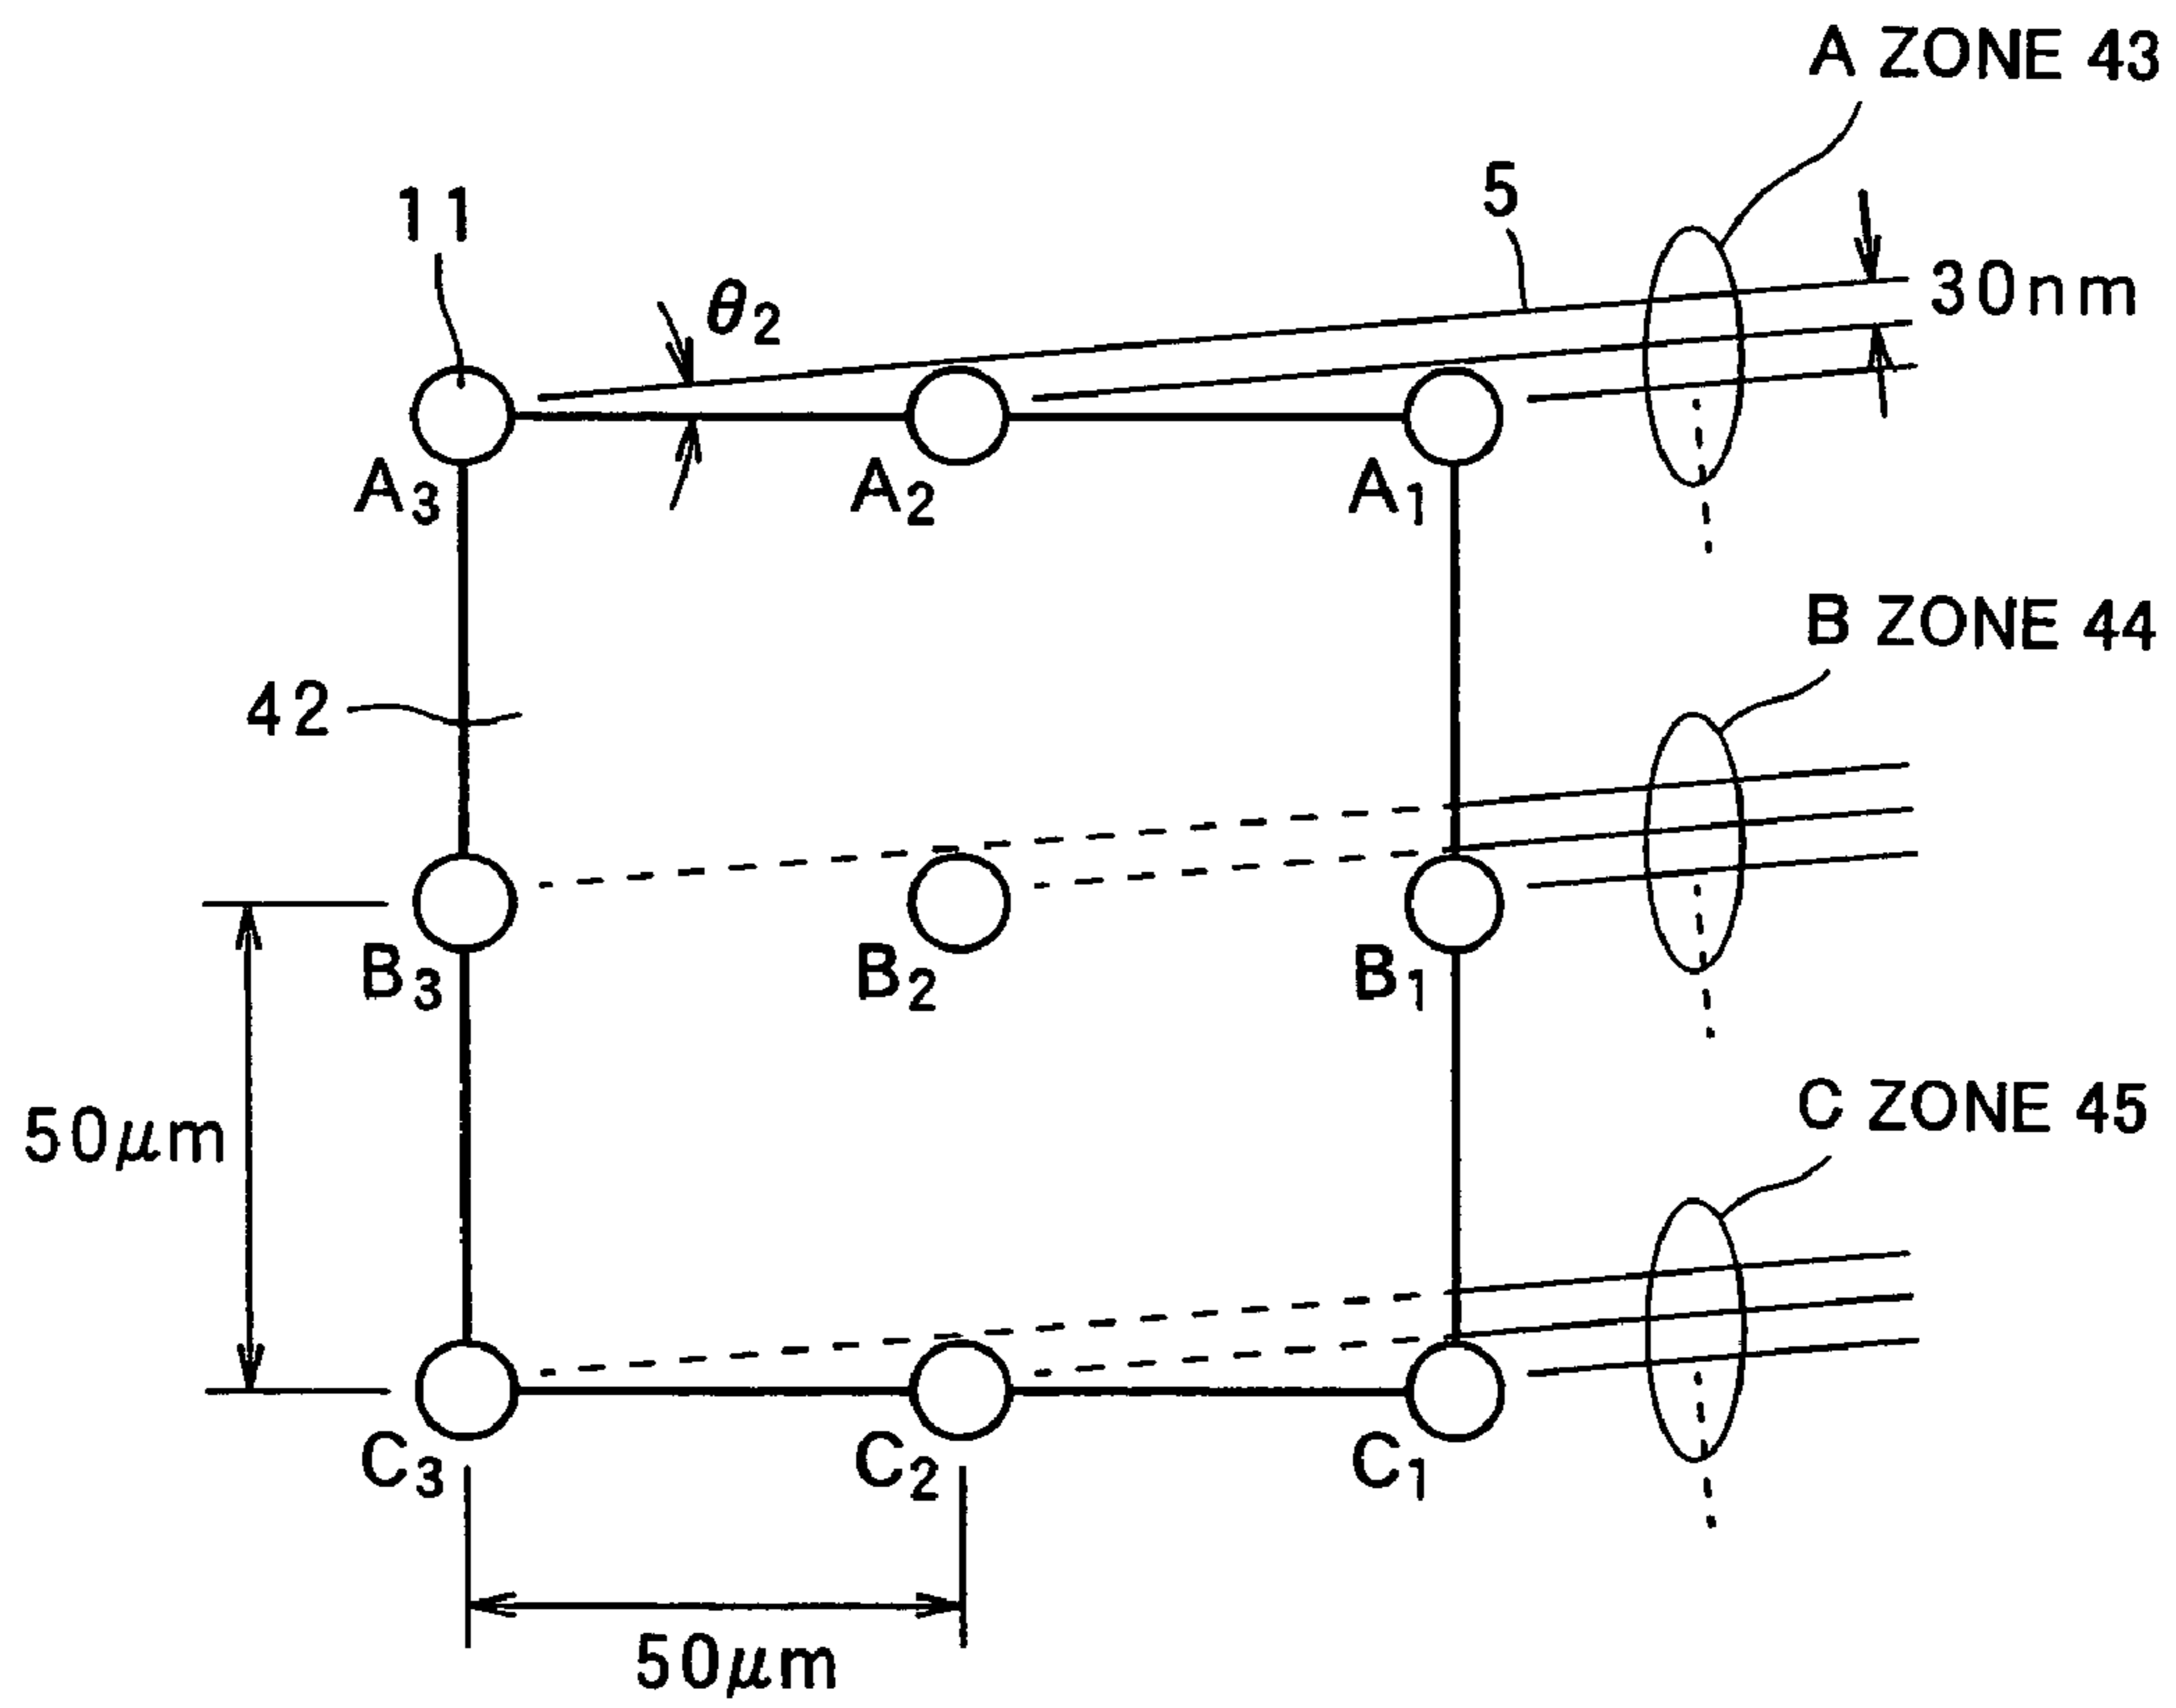 A ZONE 43
5
11
30nm
θ2
A3
A2
A1
B ZONE 44
42
B3
B2
B1
C ZONE 45
50μm
C3
C2
C1
50μm